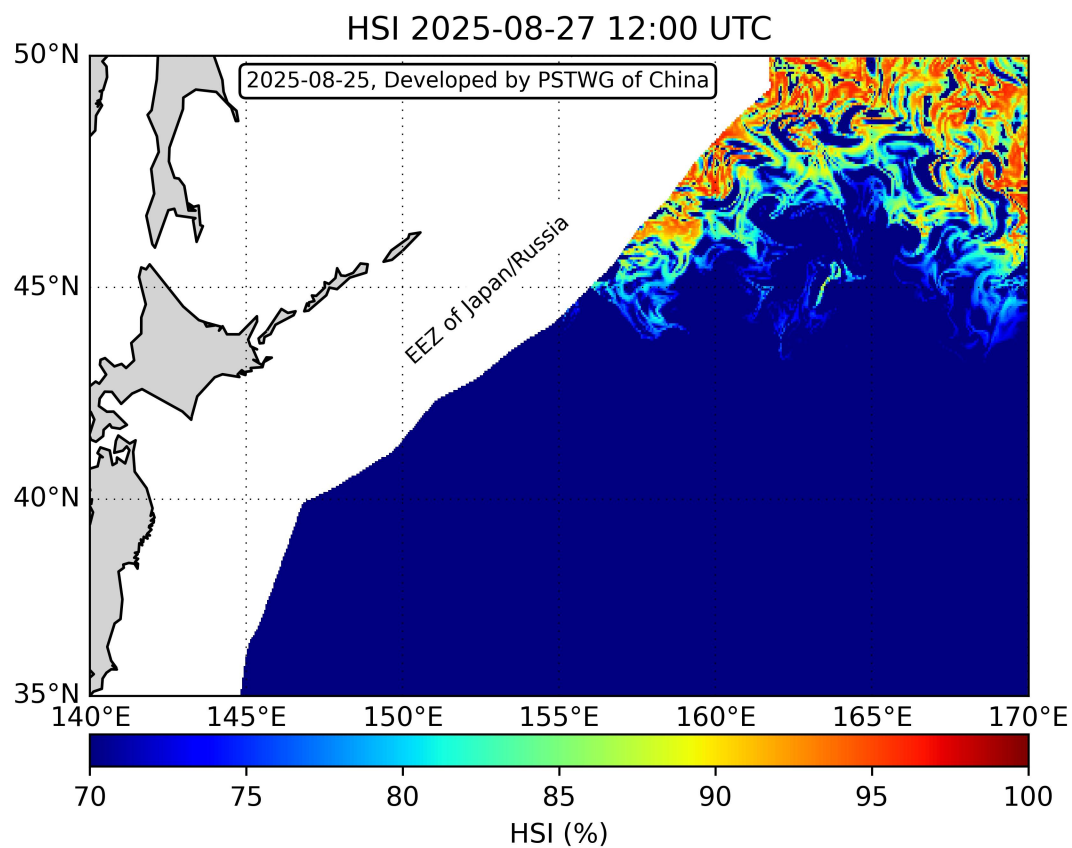 HSI 2025-08-27 12:00 UTC
50°N
2025-08-25, Developed by PSTWG of China
EEZ of Japan/Russia
45°N
40°N
35°N
140°E 145°E 150°E 155°E 160°E 165°E 170°E
70 75 80 85 90 95 100
HSI (%)